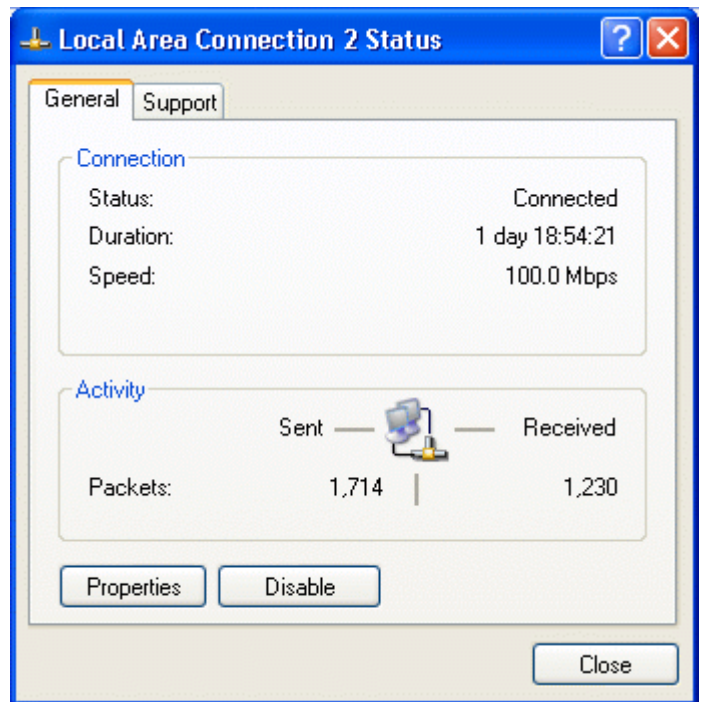 Local Area Connection 2 Status
General Support
Connection
Status: Connected
Duration: 1 day 18:54:21
Speed: 100.0 Mbps
Activity
Sent Received
Packets: 1,714 1,230
Properties Disable
Close